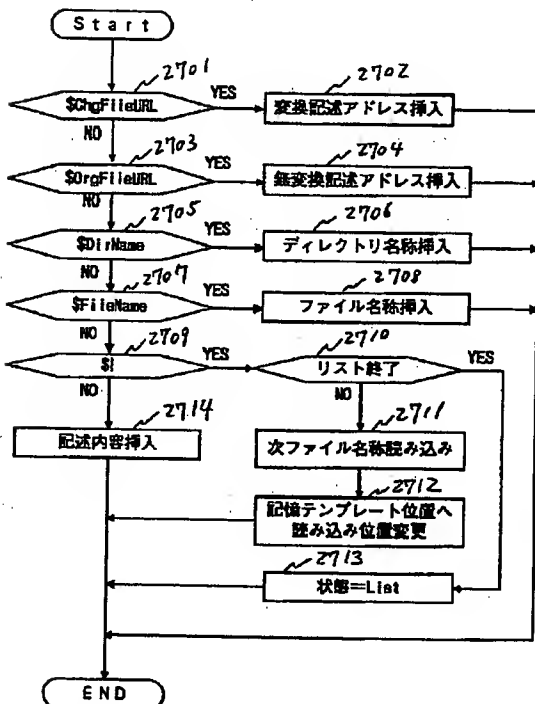 Start
2701
$ChgFileURL
YES
2702
変換記述アドレス挿入
NO
2703
$OrgFileURL
YES
2704
無変換記述アドレス挿入
NO
2705
$DirName
YES
2706
ディレクトリ名称挿入
NO
2707
$FileName
YES
2708
ファイル名称挿入
NO
2709
YES
2710
リスト終了
YES
NO
NO
2714
記述内容挿入
2711
次ファイル名称読み込み
2712
記憶テンプレート位置へ
読み込み位置変更
2713
状態=List
END